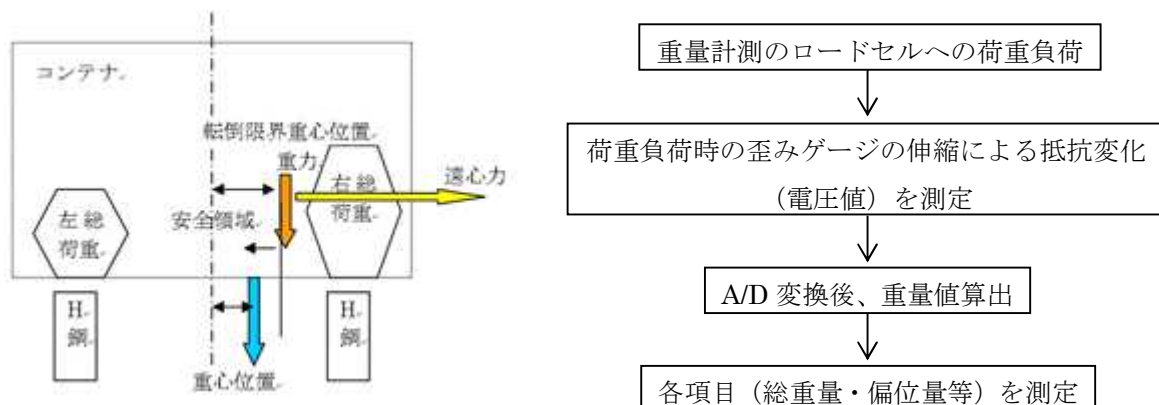 コンテナ
転倒限界重心位置
重力
遠心力
右総
荷重
安全領域
左総
荷重
H
鋼
H
鋼
重心位置
重量計測のロードセルへの荷重負荷
荷重負荷時の歪みゲージの伸縮による抵抗変化
（電圧値）を測定
A/D 変換後、重量値算出
各項目（総重量・偏位量等）を測定